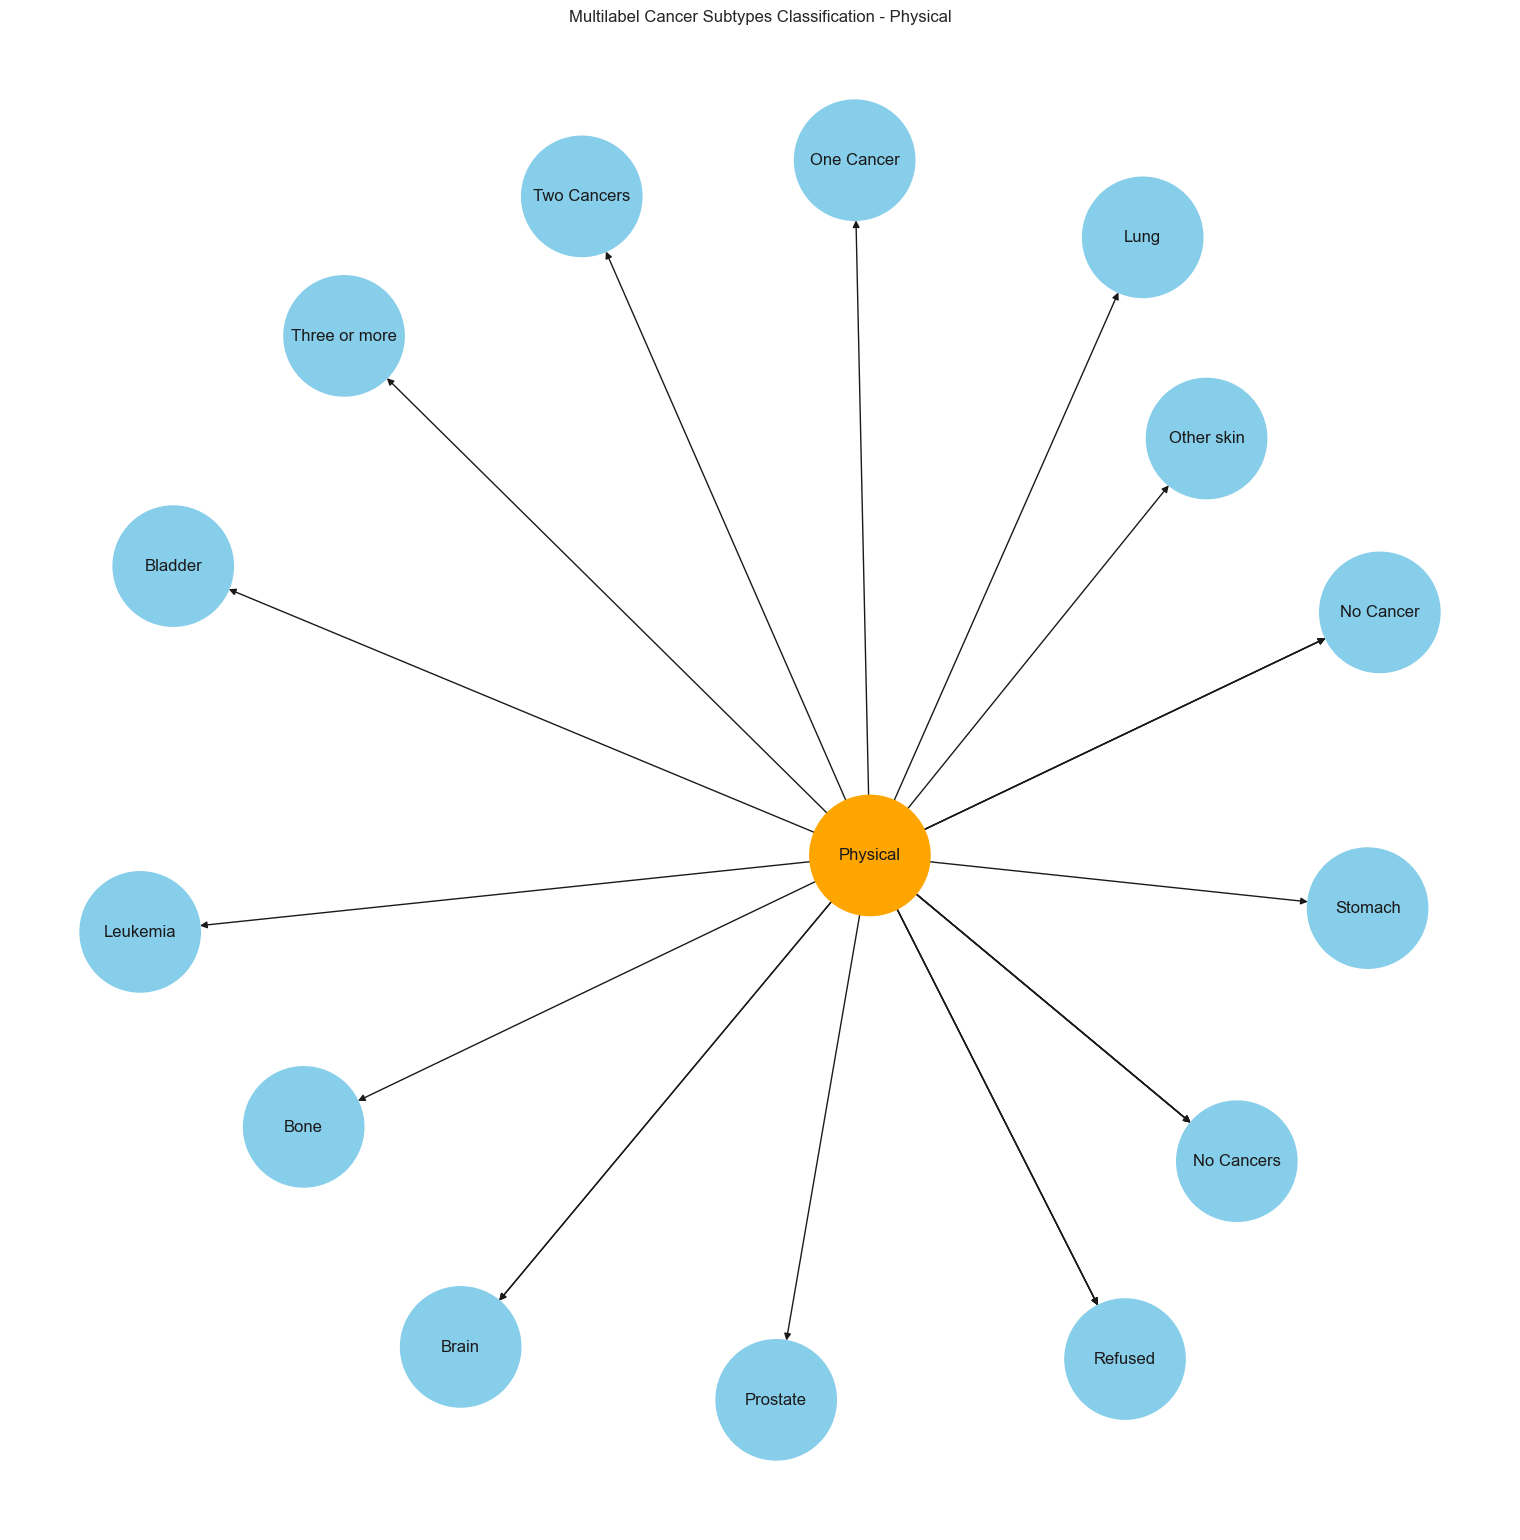 Multilabel Cancer Subtypes Classification - Physical
One Cancer
Two Cancers
Lung
Three or more
Other skin
Bladder
No Cancer
Physical
Stomach
Leukemia
Bone
No Cancers
Brain
Refused
Prostate